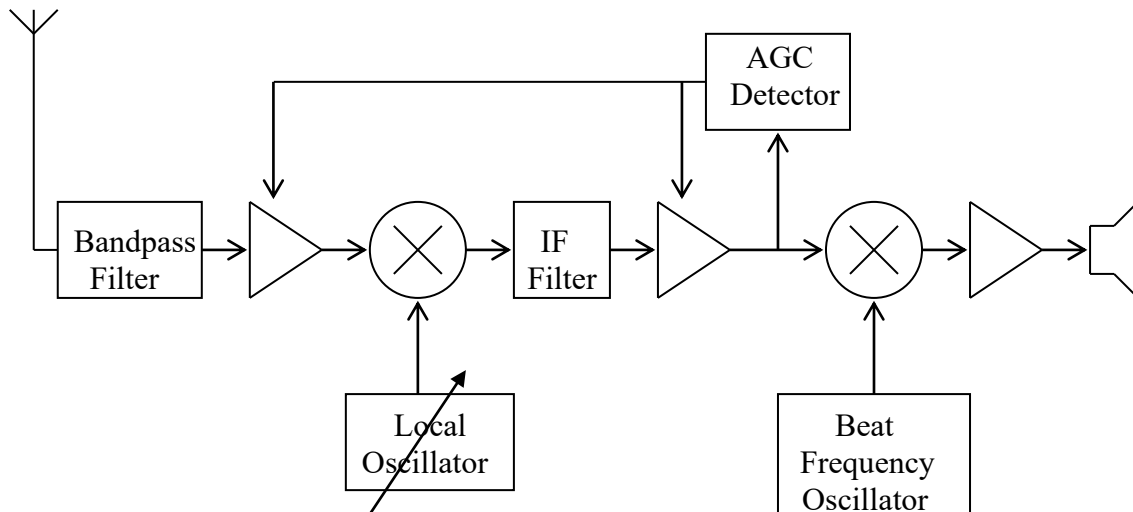 AGC
Detector
Bandpass
Filter
IF
Filter
Local
Oscillator
Beat
Frequency
Oscillator